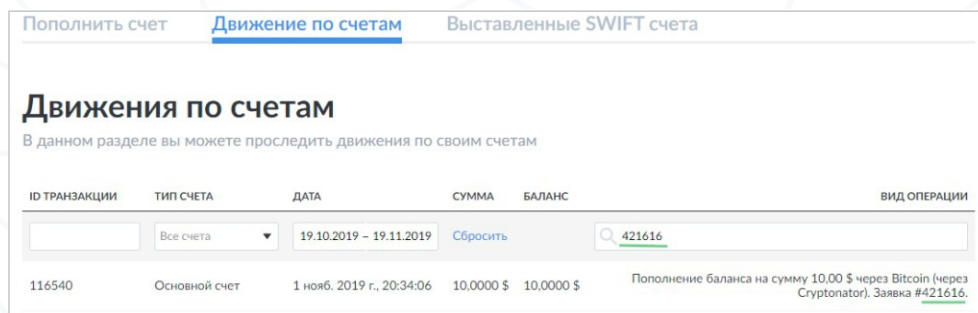 Пополнить счет Движение по счетам Выставленные SWIFT счета
Движения по счетам
В данном разделе вы можете проследить движения по своим счетам
ID ТРАНЗАКЦИИ ТИП СЧЕТА ДАТА СУММА БАЛАНС ВИД ОПЕРАЦИИ
Все счета 19.10.2019 – 19.11.2019 Сбросить 421616
116540 Основной счет 1 нояб. 2019 г., 20:34:06 10,0000 $ 10,0000 $ Пополнение баланса на сумму 10,00 $ через Bitcoin (через
Cryptonator). Заявка #421616.